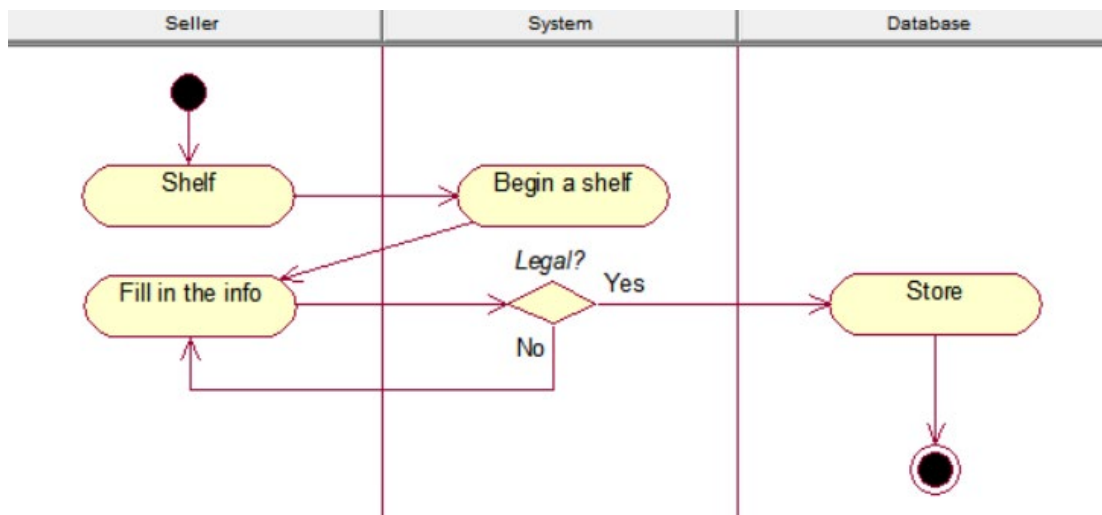 Seller
System
Database
Shelf
Begin a shelf
Legal?
Fill in the info
Yes
Store
No